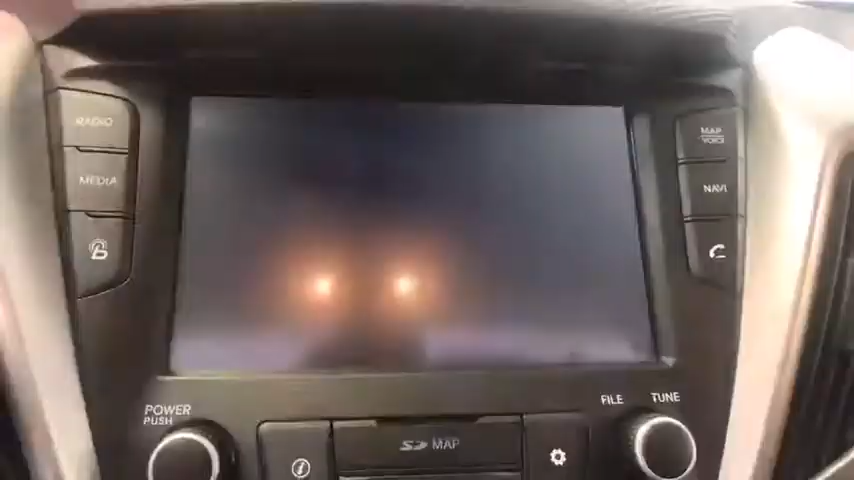 RADIO
MEDIA
MAP
VOICE
NAVI
POWER
PUSH
FILE
TUNE
SD MAP
i